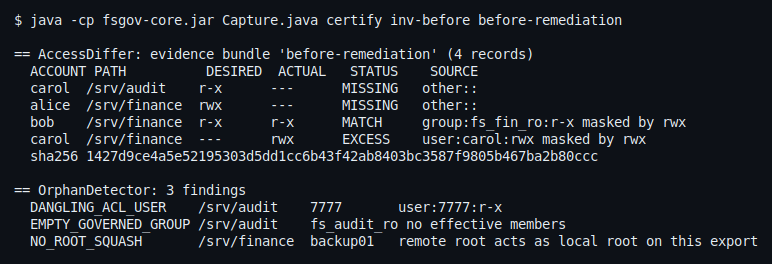 $ java -cp fsgov-core.jar Capture.java certify inv-before before-remediation
== AccessDiffer: evidence bundle 'before-remediation' (4 records)
ACCOUNT PATH DESIRED ACTUAL STATUS SOURCE
carol /srv/audit r-x --- MISSING other::
alice /srv/finance rwx --- MISSING other::
bob /srv/finance r-x r-x MATCH group:fs_fin_ro:r-x masked by rwx
carol /srv/finance --- rwx EXCESS user:carol:rwx masked by rwx
sha256 1427d9ce4a5e52195303d5dd1cc6b43f42ab8403bc3587f9805b467ba2b80ccc
== OrphanDetector: 3 findings
DANGLING_ACL_USER /srv/audit 7777 user:7777:r-x
EMPTY_GOVERNED_GROUP /srv/audit fs_audit_ro no effective members
NO_ROOT_SQUASH /srv/finance backup01 remote root acts as local root on this export